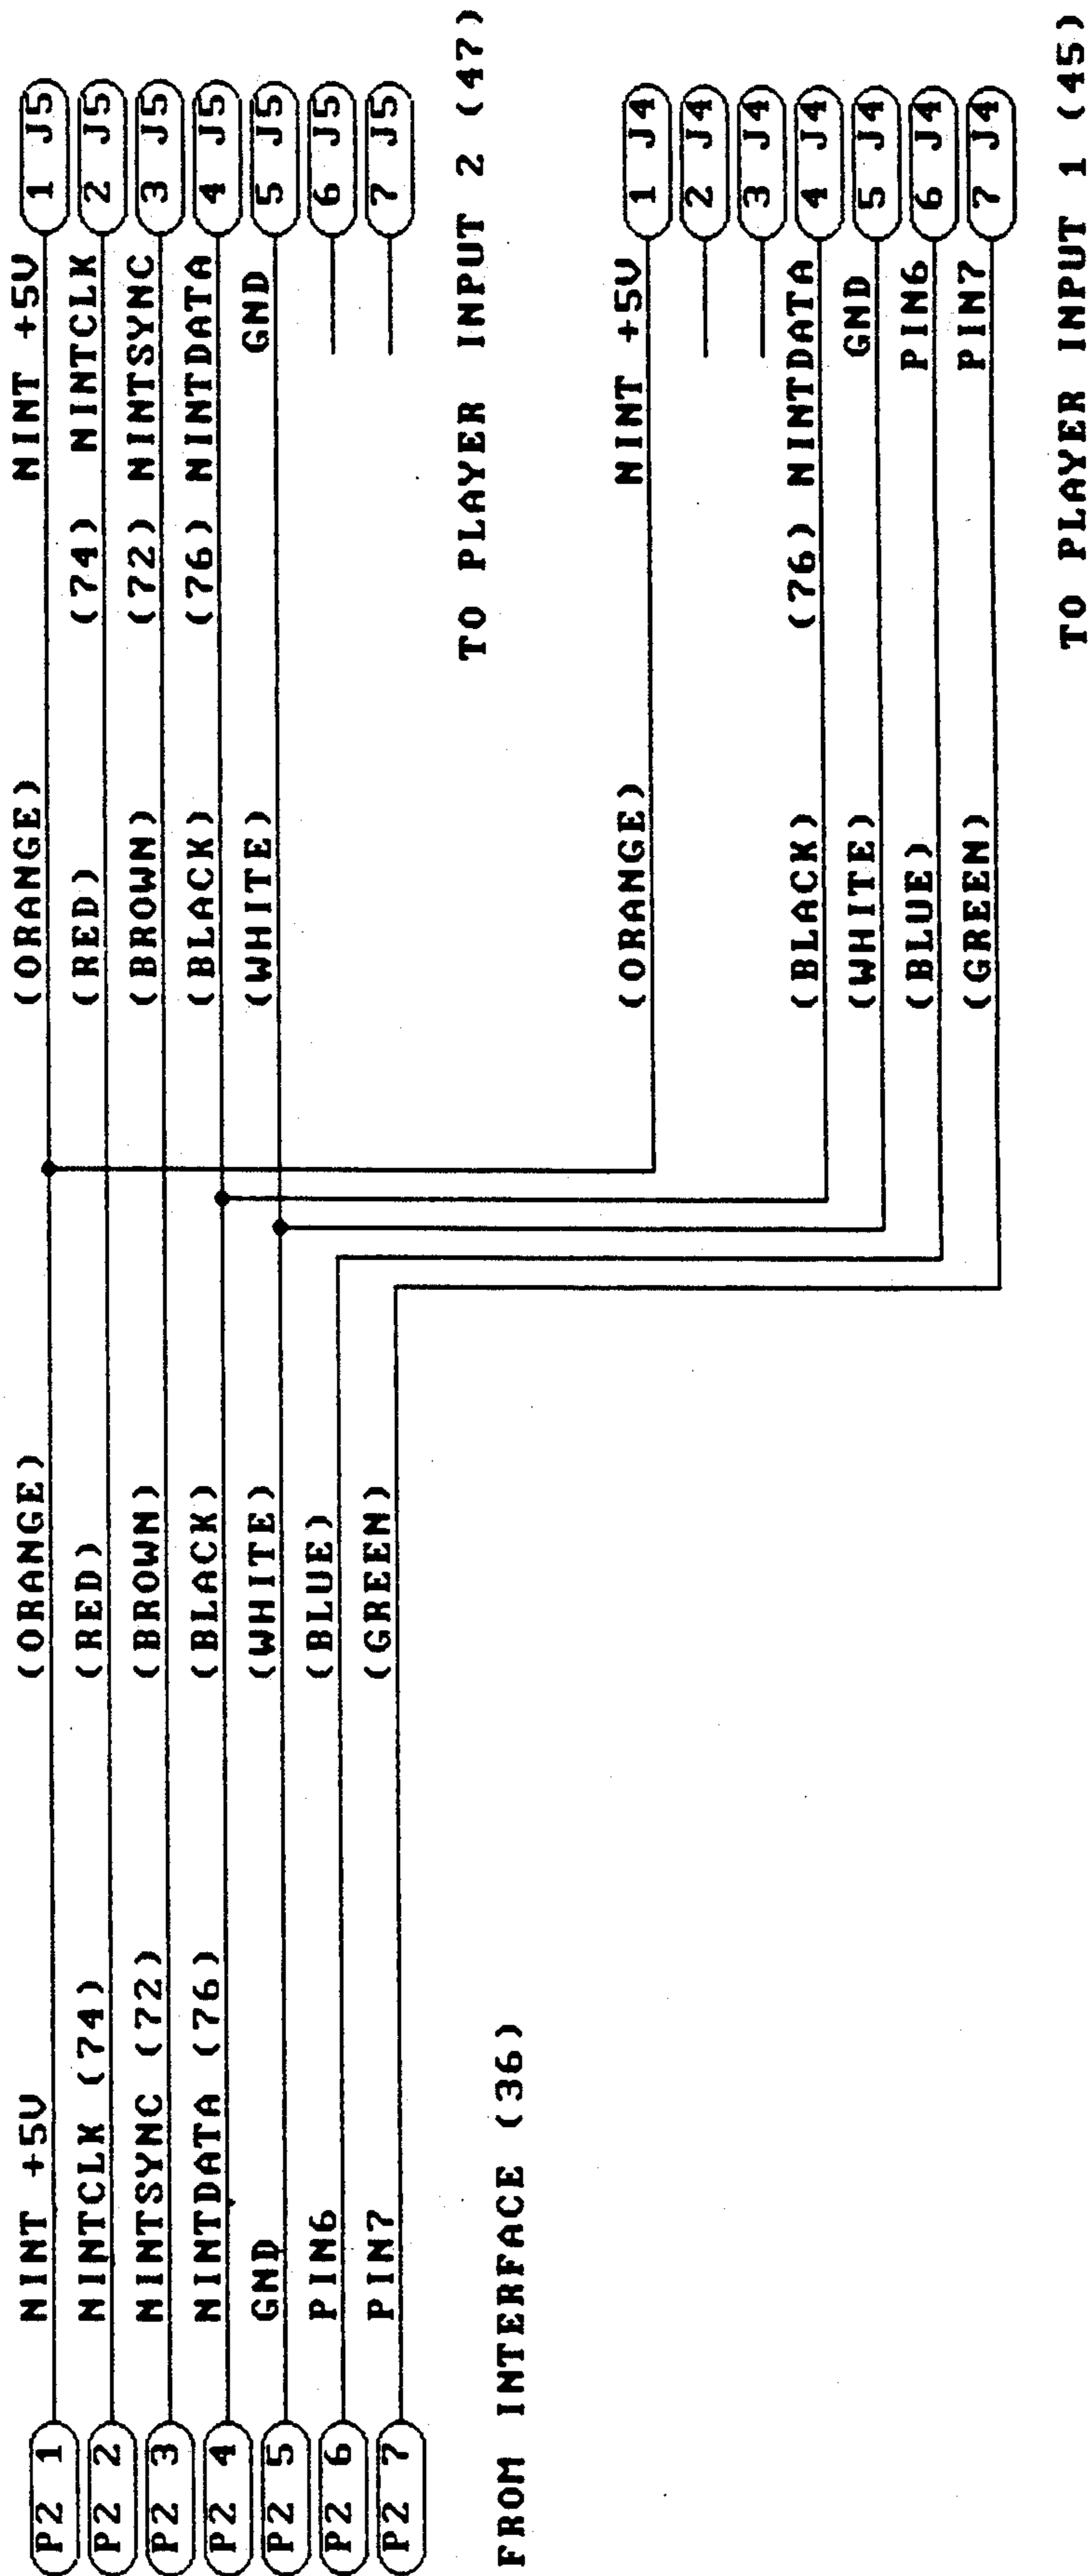 P2 1 NINT +5V (ORANGE) (ORANGE) NINT +5V 1 J5
P2 2 NINTCLK (74) (RED) (RED) (74) NINTCLK 2 J5
P2 3 NINTSYNC (72) (BROWN) (BROWN) (72) NINTSYNC 3 J5
P2 4 NINTDATA (76) (BLACK) (BLACK) (76) NINTDATA 4 J5
P2 5 GND (WHITE) (WHITE) GND 5 J5
P2 6 PIN6 (BLUE) 6 J5
P2 7 PIN7 (GREEN) 7 J5
FROM INTERFACE (36)
TO PLAYER INPUT 2 (47)
(ORANGE) NINT +5V 1 J4
2 J4
3 J4
(BLACK) (76) NINTDATA 4 J4
(WHITE) GND 5 J4
(BLUE) PIN6 6 J4
(GREEN) PIN7 7 J4
TO PLAYER INPUT 1 (45)